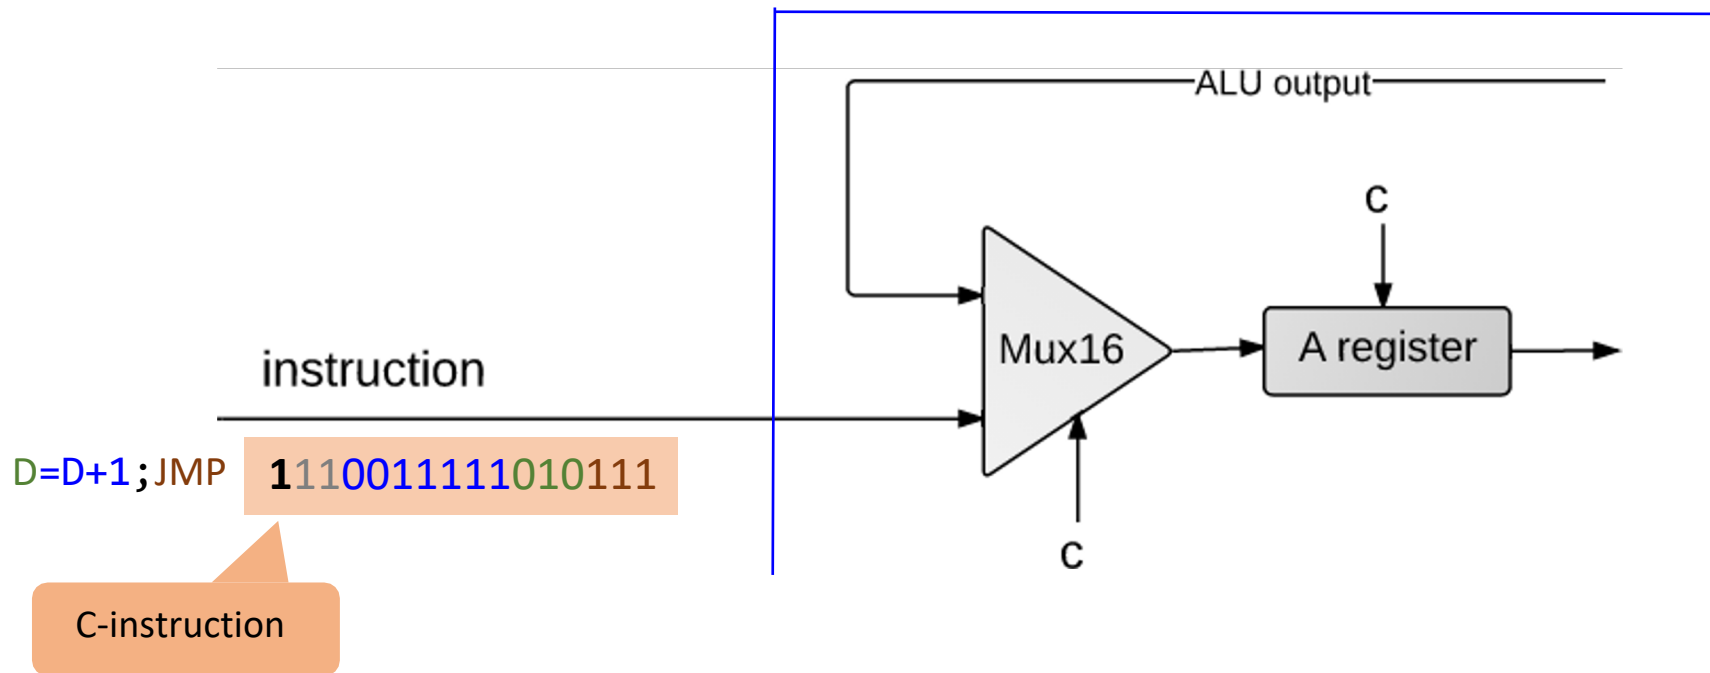 ALU output
c
Mux16
A register
instruction
D=D+1;JMP 1110011111010111
c
C-instruction